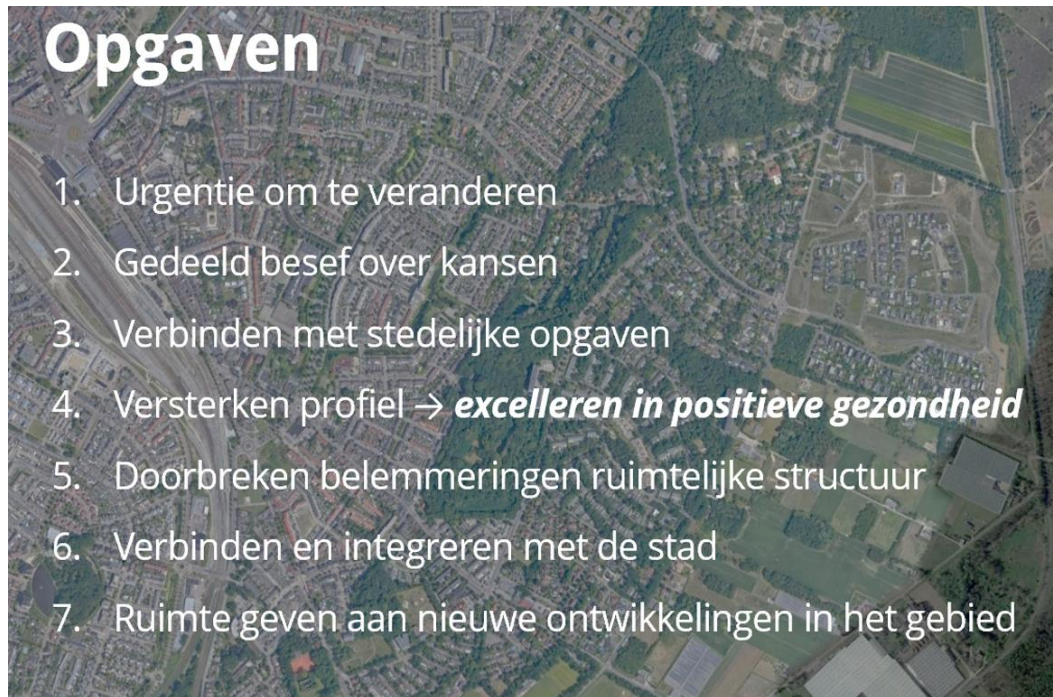 Opgaven
1. Urgentie om te veranderen
2. Gedeeld besef over kansen
3. Verbinden met stedelijke opgaven
4. Versterken profiel → excelleren in positieve gezondheid
5. Doorbreken belemmeringen ruimtelijke structuur
6. Verbinden en integreren met de stad
7. Ruimte geven aan nieuwe ontwikkelingen in het gebied